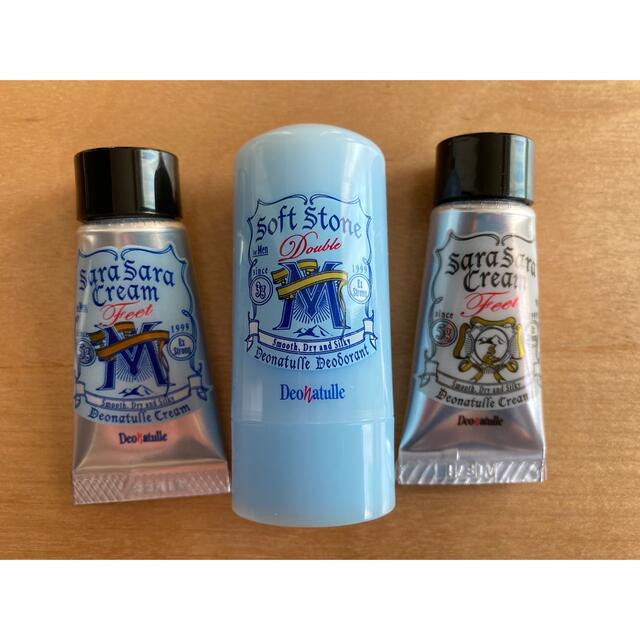 Sara Sara
Cream
Feet
1999
Ex
Strong
Smooth, Dry and Silky
Deonatulle Cream
DeoNatulle
Soft Stone
for Men
Double
since
1999
Ex
Strong
M
Smooth, Dry and Silky
Deonatulle Deodorant
DeoNatulle
Sara Sara
Cream
Feet
since
Smooth, Dry and Silky
Deonatulle Cream
DeoNatulle